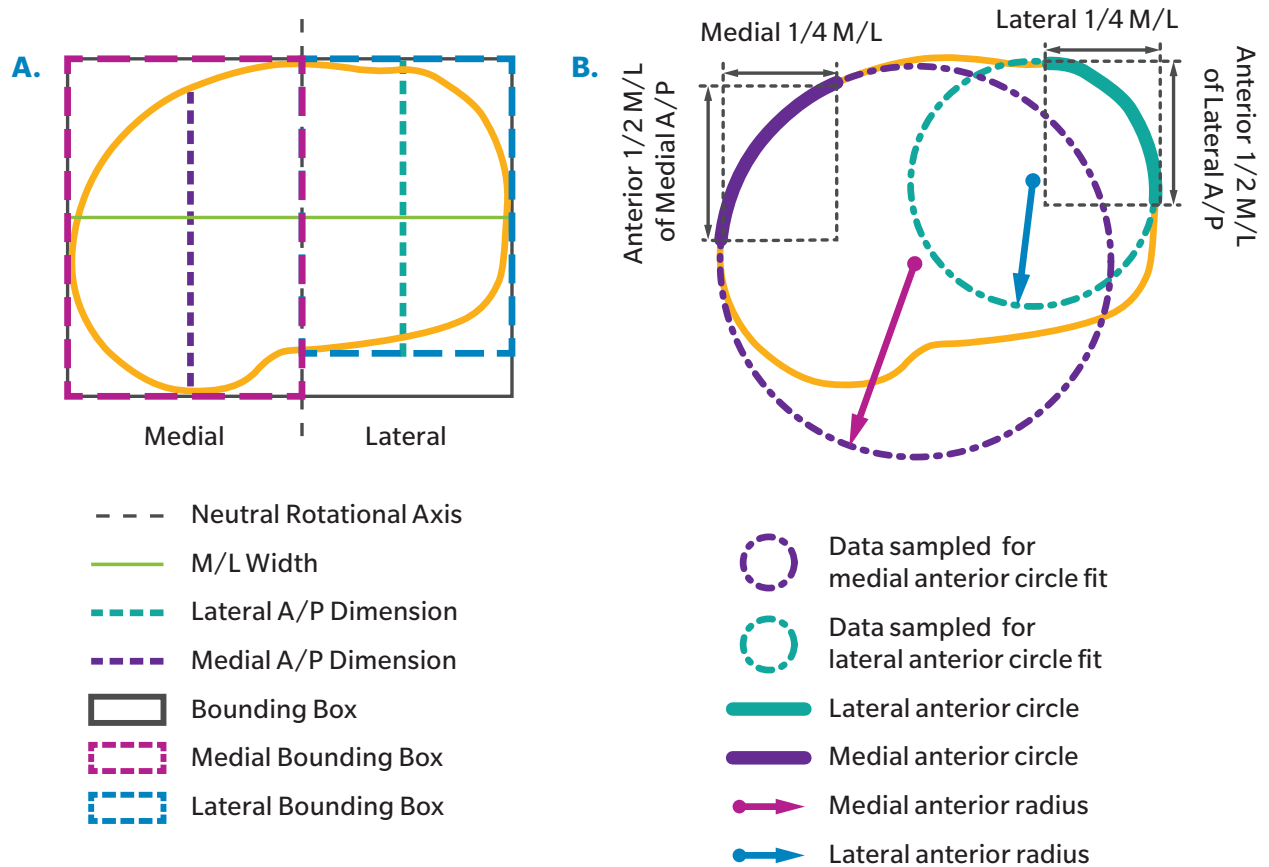 A.
Medial
Lateral
Neutral Rotational Axis
M/L Width
Lateral A/P Dimension
Medial A/P Dimension
Bounding Box
Medial Bounding Box
Lateral Bounding Box
B.
Medial 1/4 M/L
Lateral 1/4 M/L
Anterior 1/2 M/L
of Medial A/P
Anterior 1/2 M/L
of Lateral A/P
Data sampled for
medial anterior circle fit
Data sampled for
lateral anterior circle fit
Lateral anterior circle
Medial anterior circle
Medial anterior radius
Lateral anterior radius